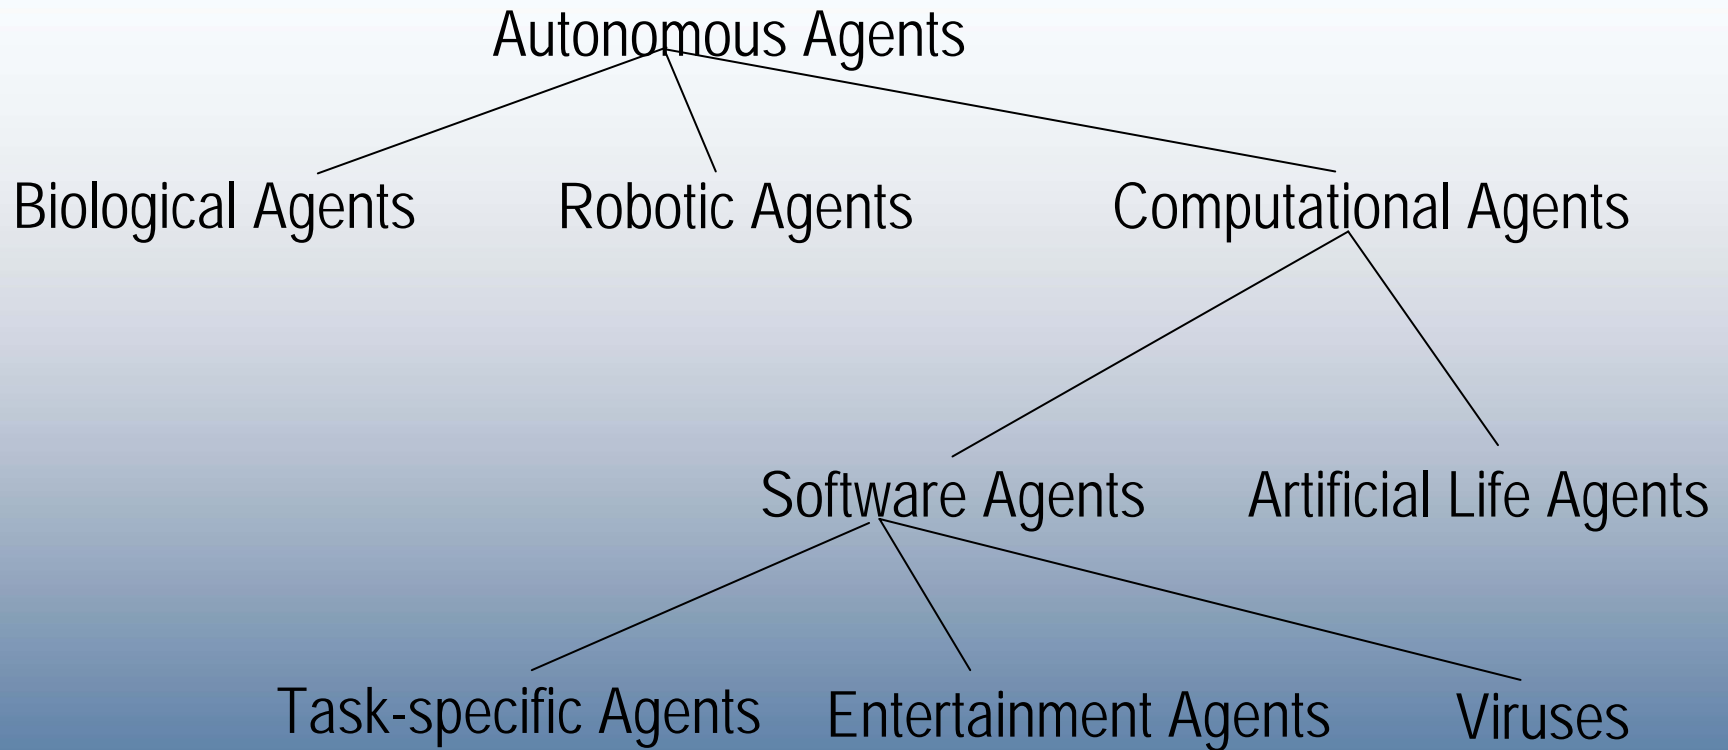 Autonomous Agents
Biological Agents Robotic Agents Computational Agents
Software Agents Artificial Life Agents
Task-specific Agents Entertainment Agents Viruses